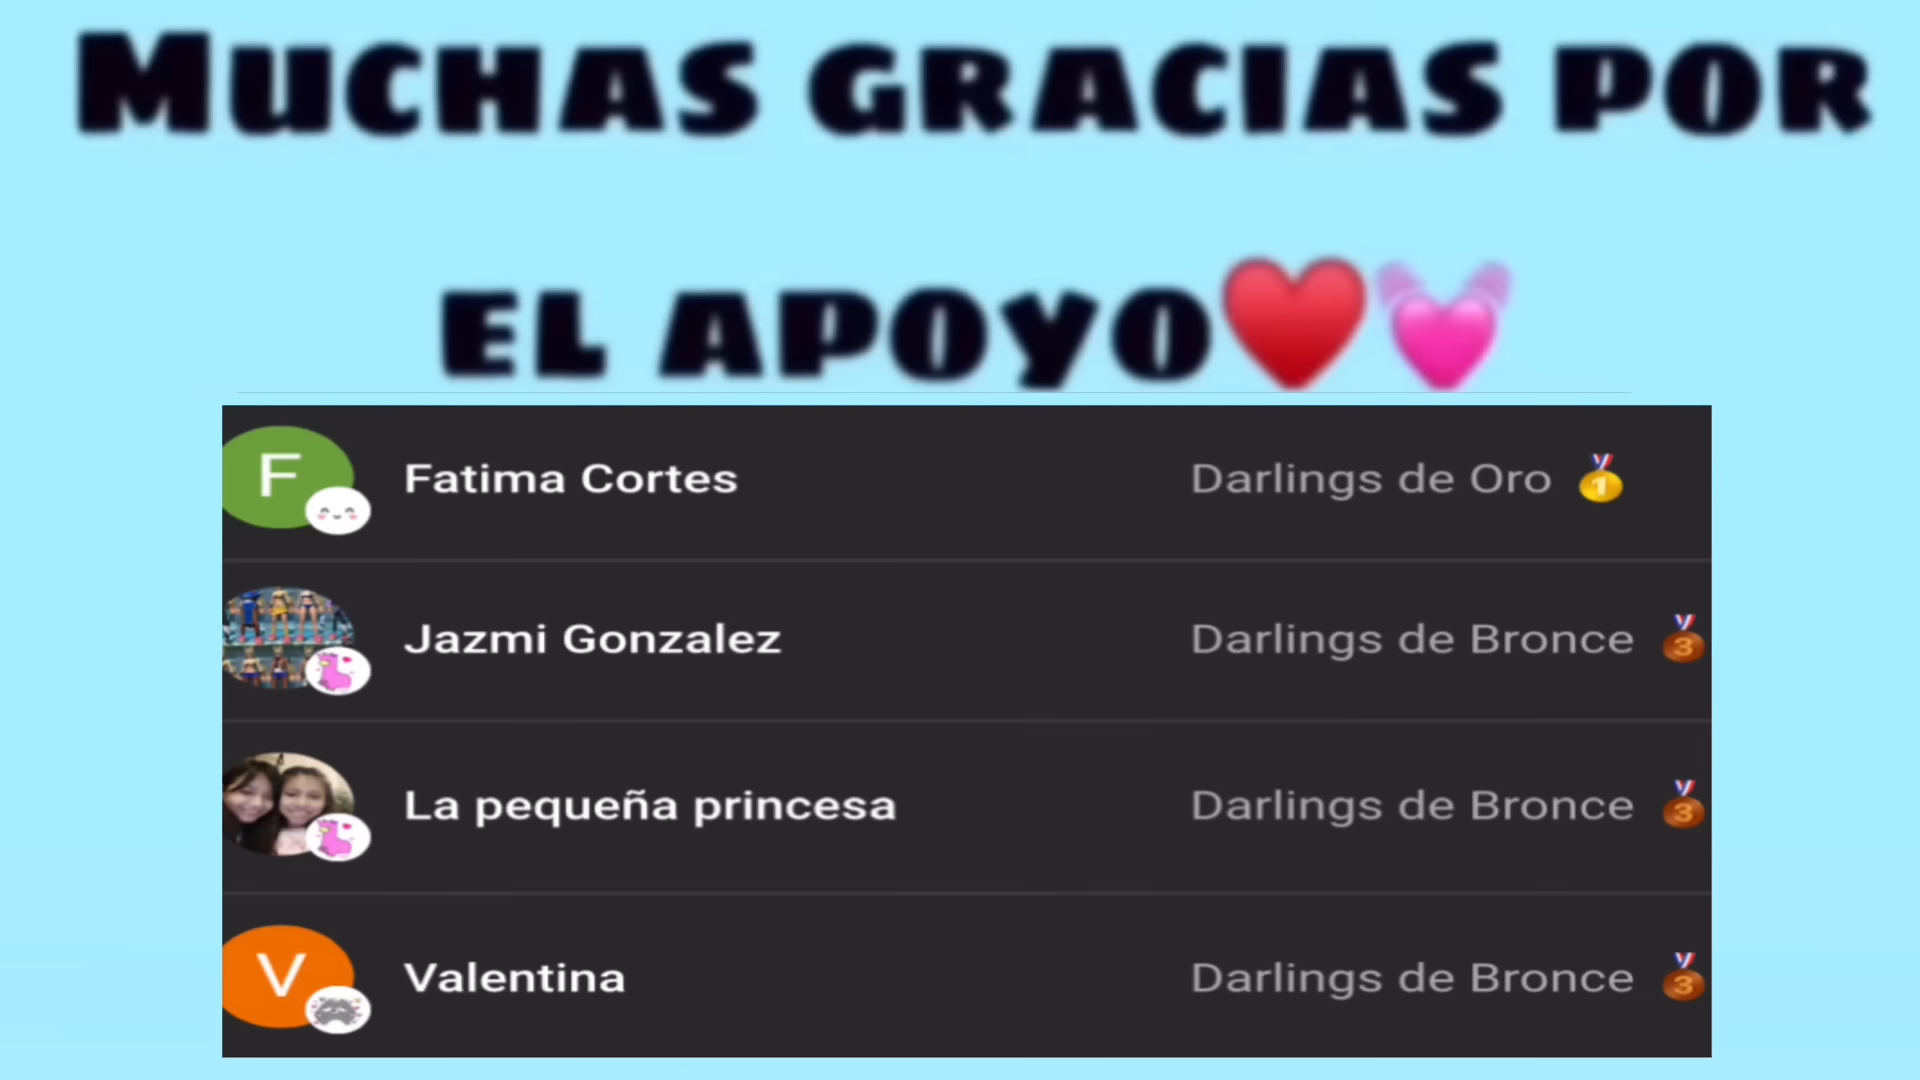 Muchas gracias por
el apoyo♥️💓
F Fatima Cortes Darlings de Oro 🥇
Jazmi Gonzalez Darlings de Bronce 🥉
La pequeña princesa Darlings de Bronce 🥉
V Valentina Darlings de Bronce 🥉